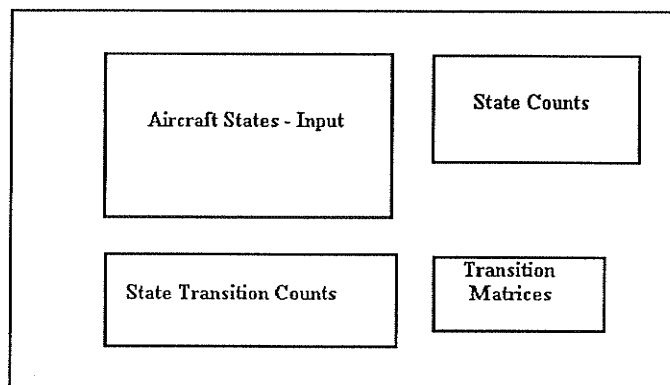 Aircraft States - Input
State Counts
State Transition Counts
Transition
Matrices